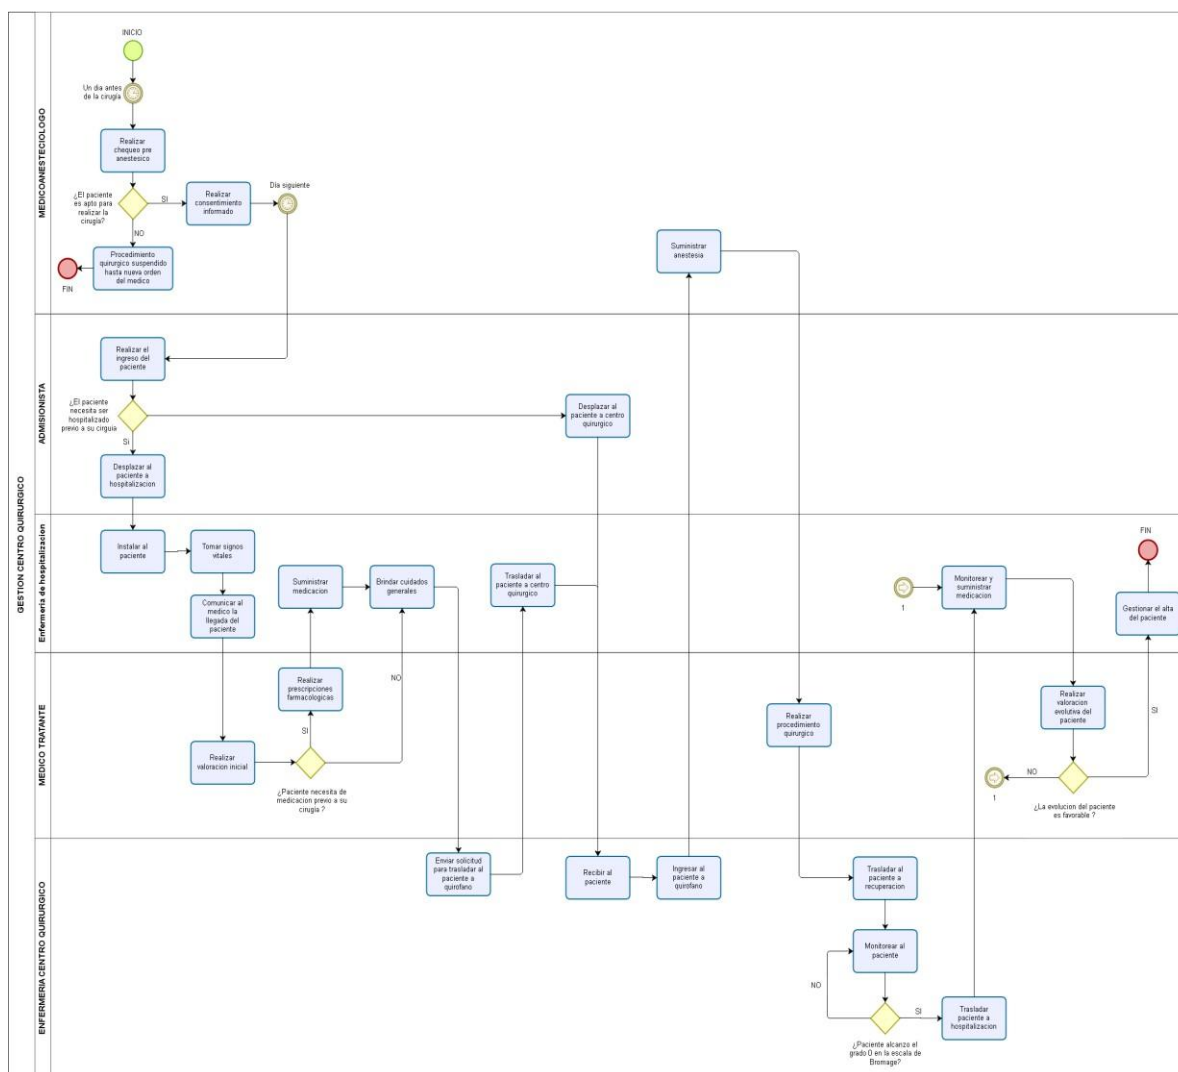 GESTION CENTRO QUIRURGICO
MEDICOANESTECIOLOGO
INICIO
Un dia antes
de la cirugía
Realizar
chequeo pre
anestesico
¿El paciente
es apto para
realizar la
cirugía?
SI
Realizar
consentimiento
informado
Día siguiente
NO
Procedimiento
quirurgico suspendido
hasta nueva orden
del medico
FIN
Suministrar
anestesia
ADMISIONISTA
Realizar el
ingreso del
paciente
¿El paciente
necesita ser
hospitalizado
previo a su cirguia
Si
Desplazar al
paciente a
hospitalizacion
Desplazar al
paciente a centro
quirurgico
Enfermeria de hospitalizacion
Instalar al
paciente
Tomar signos
vitales
Comunicar al
medico la
llegada del
paciente
Suministrar
medicacion
Brindar cuidados
generales
Trasladar al
paciente a centro
quirurgico
1
Monitorear y
suministrar
medicacion
FIN
Gestionar el alta
del paciente
MEDICO TRATANTE
Realizar
valoracion inicial
Realizar
prescripciones
farmacologicas
SI
NO
¿Paciente necesita de
medicacion previo a su
cirugía ?
Realizar
procedimiento
quirurgico
Realizar
valoracion
evolutiva del
paciente
NO
SI
1
¿La evolucion del paciente
es favorable ?
ENFERMERIA CENTRO QUIRURGICO
Enviar solicitud
para trasladar al
paciente a
quirofano
Recibir al
paciente
Ingresar al
paciente a
quirofano
Trasladar al
paciente a
recuperacion
Monitorear al
paciente
NO
SI
Trasladar
paciente a
hospitalizacion
¿Paciente alcanzo el
grado 0 en la escala de
Bromage?